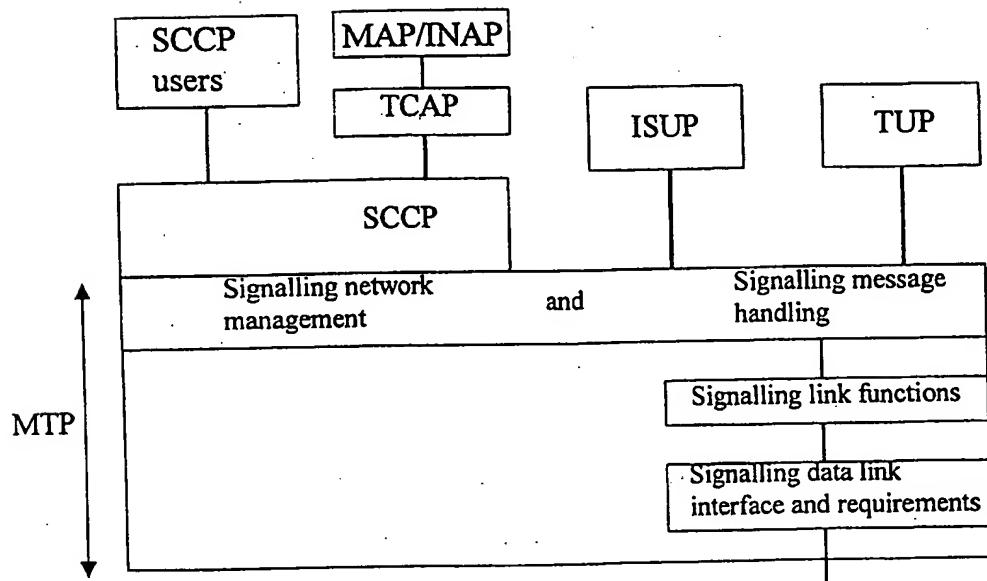 SCCP
users
MAP/INAP
TCAP
ISUP
TUP
SCCP
Signalling network
management
and
Signalling message
handling
MTP
Signalling link functions
Signalling data link
interface and requirements